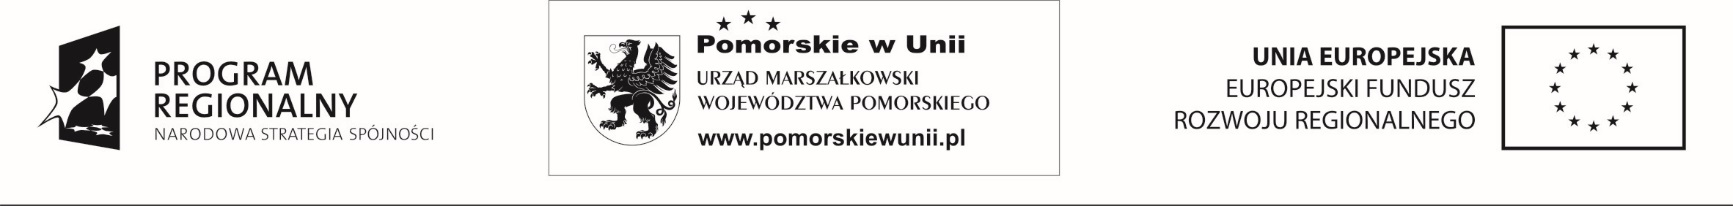 PROGRAM
REGIONALNY
NARODOWA STRATEGIA SPÓJNOŚCI
Pomorskie w Unii
URZĄD MARSZAŁKOWSKI
WOJEWÓDZTWA POMORSKIEGO
www.pomorskiewunii.pl
UNIA EUROPEJSKA
EUROPEJSKI FUNDUSZ
ROZWOJU REGIONALNEGO